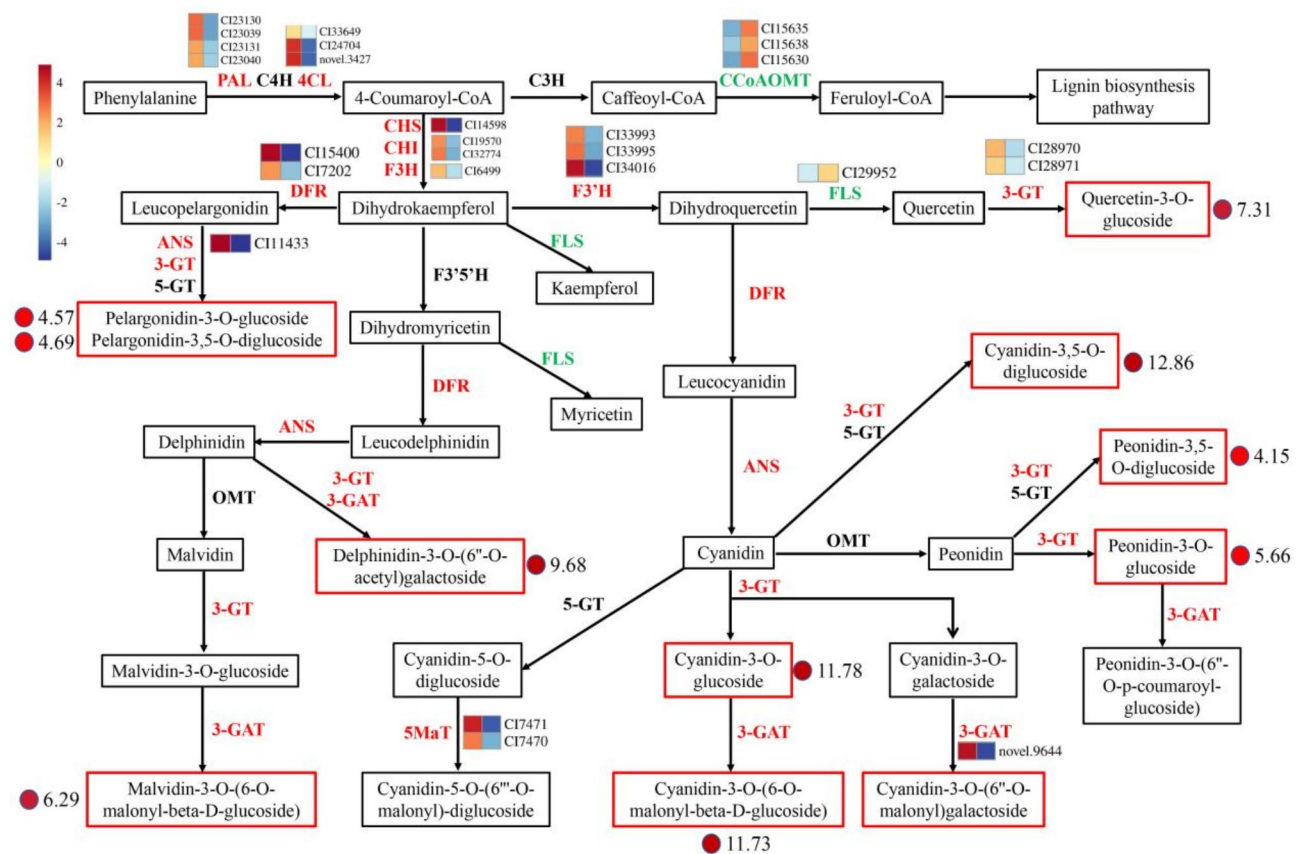 CI23130
CI23039
CI23131
CI23040
CI33649
CI24704
novel.3427
CI15635
CI15638
CI15630
4
2
0
-2
-4
PAL C4H 4CL
C3H
CCoAOMT
Phenylalanine
4-Coumaroyl-CoA
Caffeoyl-CoA
Feruloyl-CoA
Lignin biosynthesis
pathway
CHS
CHI
F3H
CI14598
CI19570
CI32774
CI6499
CI15400
CI7202
DFR
CI33993
CI33995
CI34016
F3'H
CI29952
FLS
CI28970
CI28971
3-GT
Leucopelargonidin
Dihydrokaempferol
Dihydroquercetin
Quercetin
Quercetin-3-O-
glucoside
7.31
ANS
3-GT
5-GT
CI11433
FLS
F3'5'H
Kaempferol
DFR
4.57
4.69
Pelargonidin-3-O-glucoside
Pelargonidin-3,5-O-diglucoside
Dihydromyricetin
FLS
DFR
Myricetin
Leucocyanidin
Cyanidin-3,5-O-
diglucoside
12.86
3-GT
5-GT
Delphinidin
ANS
Leucodelphinidin
ANS
Peonidin-3,5-
O-diglucoside
4.15
3-GT
5-GT
OMT
3-GT
3-GAT
Malvidin
Delphinidin-3-O-(6"-O-
acetyl)galactoside
9.68
Cyanidin
OMT
Peonidin
3-GT
Peonidin-3-O-
glucoside
5.66
3-GT
5-GT
3-GT
3-GAT
Malvidin-3-O-glucoside
Cyanidin-5-O-
diglucoside
Cyanidin-3-O-
glucoside
11.78
Cyanidin-3-O-
galactoside
Peonidin-3-O-(6"-
O-p-coumaroyl-
glucoside)
3-GAT
5MaT
CI7471
CI7470
3-GAT
3-GAT
novel.9644
6.29
Malvidin-3-O-(6-O-
malonyl-beta-D-glucoside)
Cyanidin-5-O-(6'''-O-
malonyl)-diglucoside
Cyanidin-3-O-(6-O-
malonyl-beta-D-glucoside)
Cyanidin-3-O-(6"-O-
malonyl)galactoside
11.73